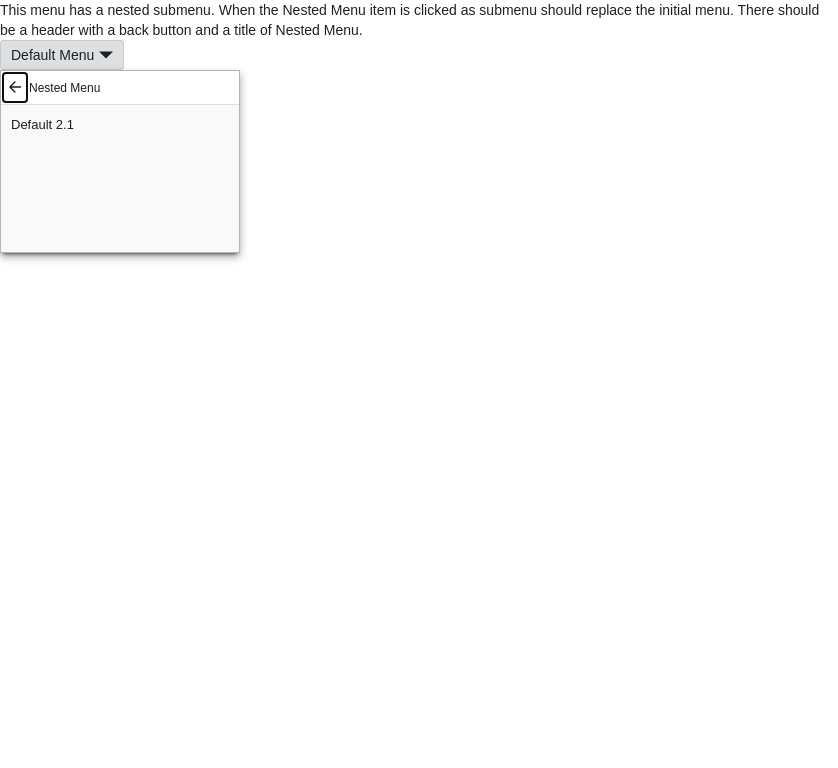 This menu has a nested submenu. When the Nested Menu item is clicked as submenu should replace the initial menu. There should
be a header with a back button and a title of Nested Menu.
Default Menu
Nested Menu
Default 2.1